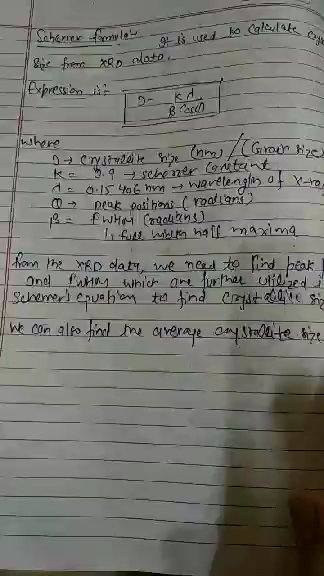 Scherrer formula:- It is used to calculate crys
size from XRD data.
Expression is:-
D = Kλ
β cosθ
where
D → crystallite size (nm) / (Grain size
K = 0.9 → scherrer constant
λ = 0.15406 nm → wavelength of x-ra
θ → peak positions (radians)
β = FWHM (radians)
↳ full width half maxima
From the XRD data, we need to find peak
and FWHM which are further utilized i
Scherrer's equation to find crystallite siz
We can also find the average crystallite size